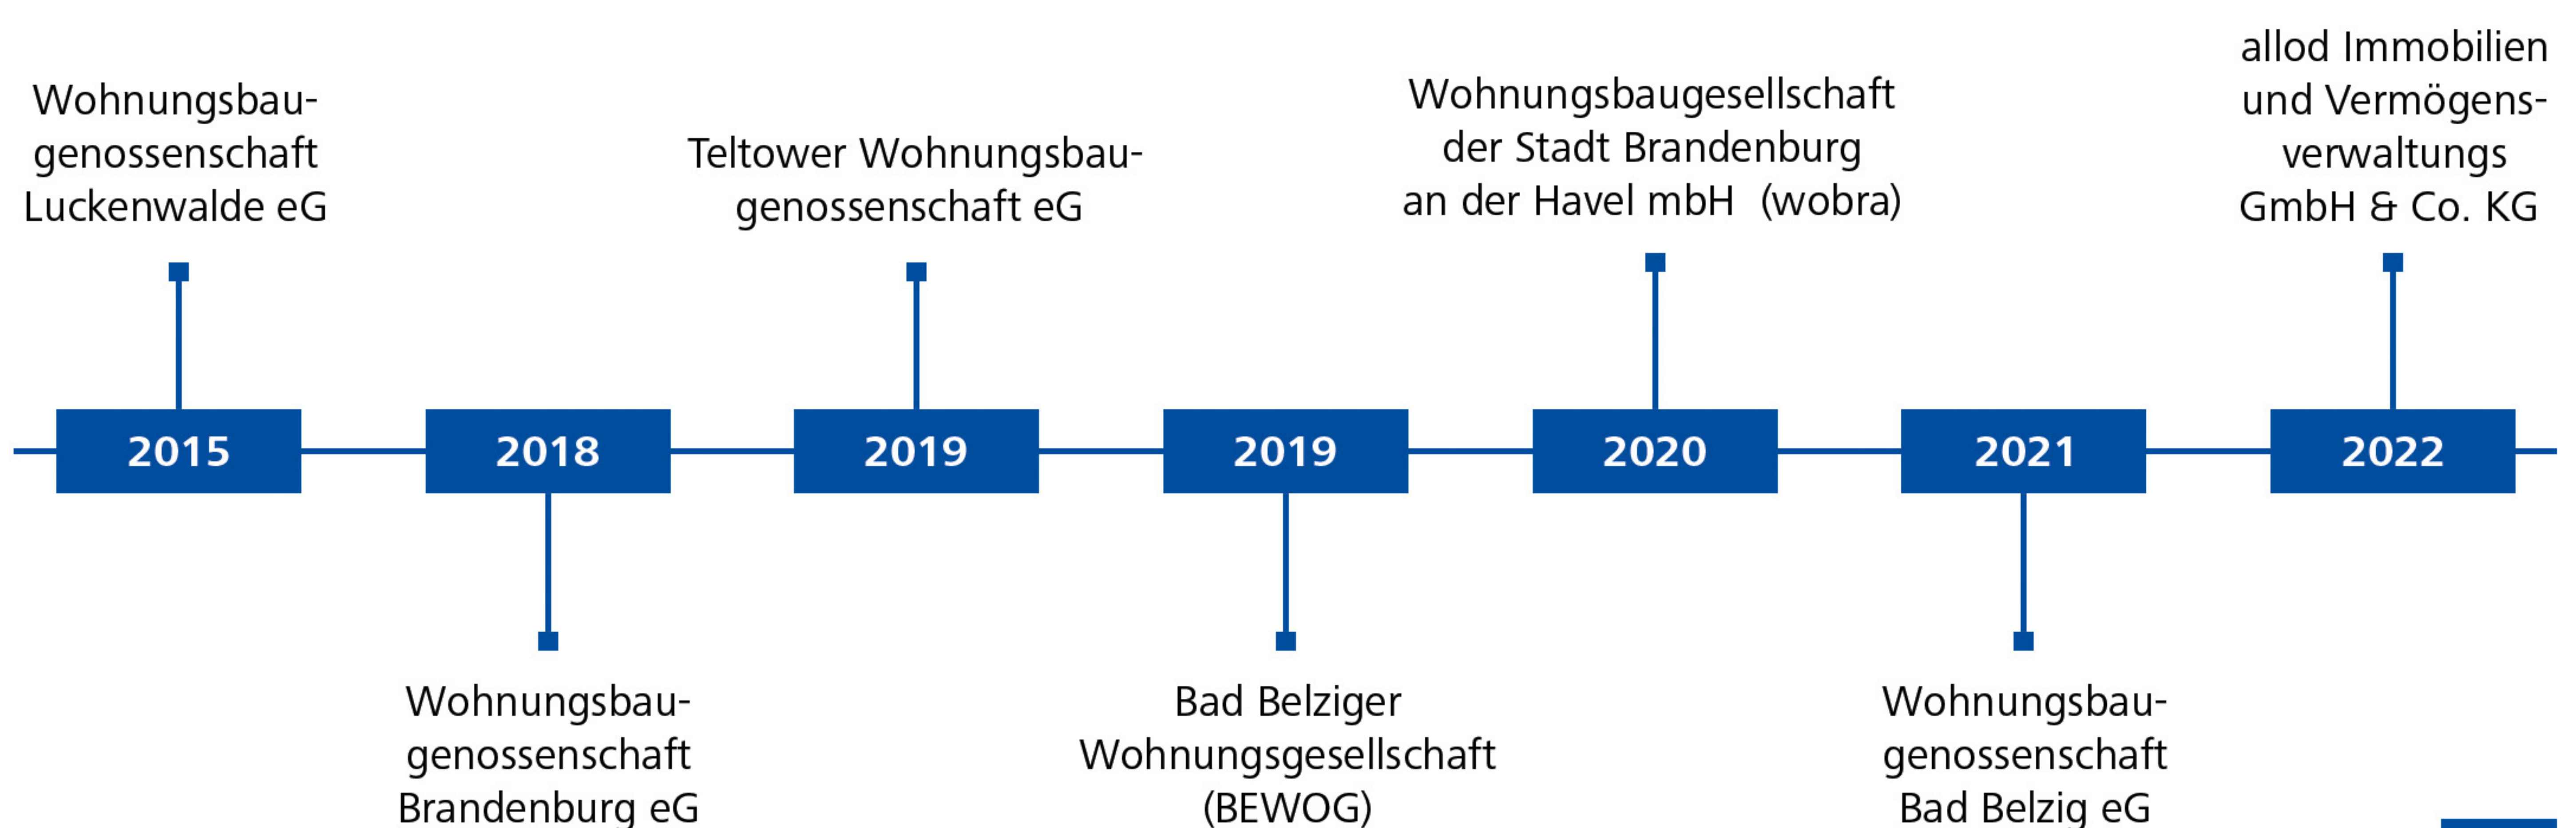 Wohnungsbau-
genossenschaft
Luckenwalde eG
Teltower Wohnungsbau-
genossenschaft eG
Wohnungsbaugesellschaft
der Stadt Brandenburg
an der Havel mbH (wobra)
allod Immobilien
und Vermögens-
verwaltungs
GmbH & Co. KG
2015
2018
2019
2019
2020
2021
2022
Wohnungsbau-
genossenschaft
Brandenburg eG
Bad Belziger
Wohnungsgesellschaft
(BEWOG)
Wohnungsbau-
genossenschaft
Bad Belzig eG